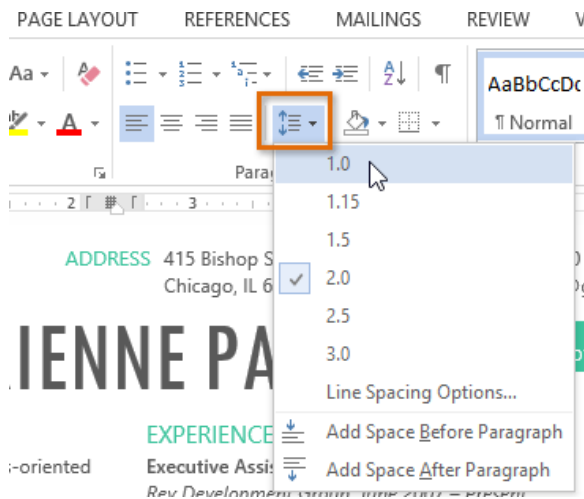 PAGE LAYOUT REFERENCES MAILINGS REVIEW
Aa AaBbCcDc
A ¶ Normal
2 3
1.0
1.15
1.5
2.0
2.5
3.0
Line Spacing Options...
Add Space Before Paragraph
Add Space After Paragraph
ADDRESS 415 Bishop S
Chicago, IL 6
IENNE PA
EXPERIENCE
s-oriented Executive Assis
Rev Development Group, June 2007 – Present